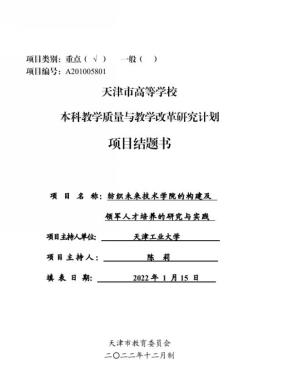 项目类别：重点（ √ ） 一般（ ）
项目编号：A201005801
天津市高等学校
本科教学质量与教学改革研究计划
项目结题书
项 目 名 称：纺织未来技术学院的构建及
领军人才培养的研究与实践
项目主持人单位：天津工业大学
项 目 主 持 人：陈 莉
填 表 日 期：2022 年 1 月 15 日
天津市教育委员会
二〇二二年十二月制